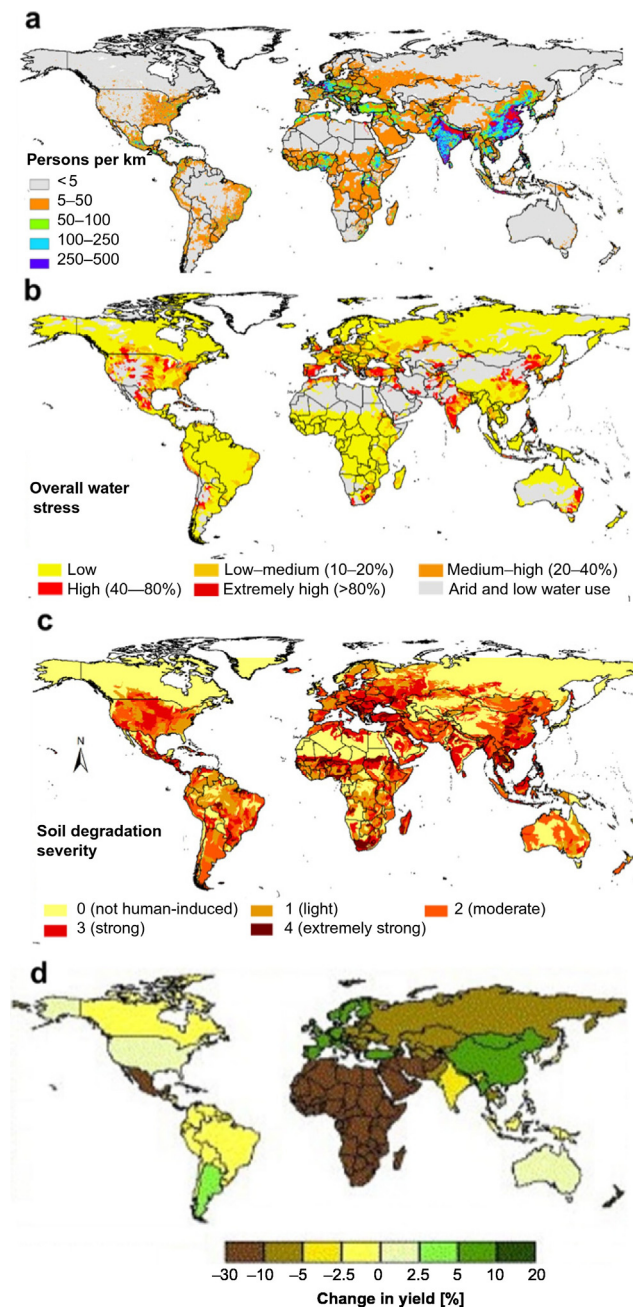 a
Persons per km²
<5
5–50
50–100
100–250
250–500
b
Overall water
stress
Low
Low–medium (10–20%)
Medium–high (20–40%)
High (40—80%)
Extremely high (>80%)
Arid and low water use
c
N
Soil degradation
severity
0 (not human-induced)
1 (light)
2 (moderate)
3 (strong)
4 (extremely strong)
d
–30 –10 –5 –2.5 0 2.5 5 10 20
Change in yield [%]